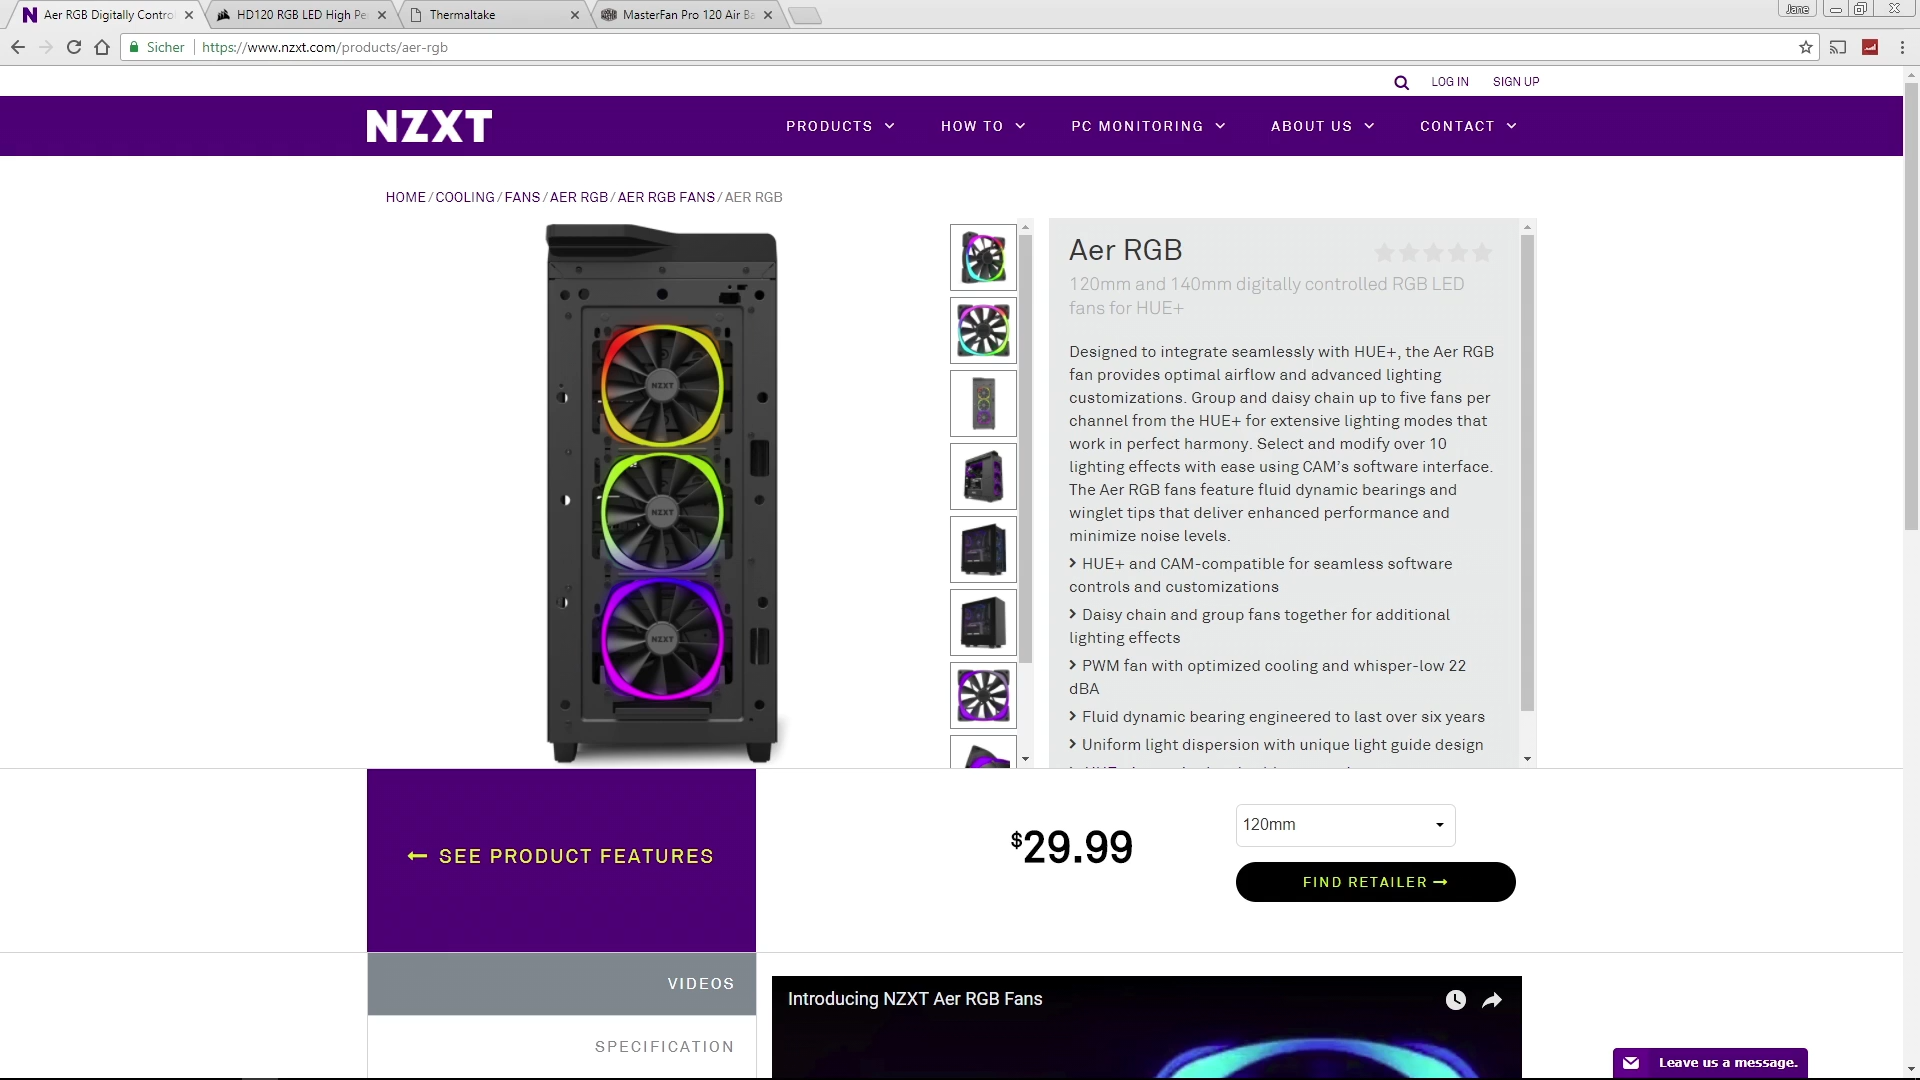 Aer RGB Digitally Contro
HD120 RGB LED High Pe
Thermaltake
MasterFan Pro 120 Air Ba
Jane
Sicher
https://www.nzxt.com/products/aer-rgb
LOG IN
SIGN UP
NZXT
PRODUCTS
HOW TO
PC MONITORING
ABOUT US
CONTACT
HOME / COOLING / FANS / AER RGB / AER RGB FANS / AER RGB
NZXT
NZXT
NZXT
Aer RGB
120mm and 140mm digitally controlled RGB LED
fans for HUE+
Designed to integrate seamlessly with HUE+, the Aer RGB
fan provides optimal airflow and advanced lighting
customizations. Group and daisy chain up to five fans per
channel from the HUE+ for extensive lighting modes that
work in perfect harmony. Select and modify over 10
lighting effects with ease using CAM's software interface.
The Aer RGB fans feature fluid dynamic bearings and
winglet tips that deliver enhanced performance and
minimize noise levels.
HUE+ and CAM-compatible for seamless software
controls and customizations
Daisy chain and group fans together for additional
lighting effects
PWM fan with optimized cooling and whisper-low 22
dBA
Fluid dynamic bearing engineered to last over six years
Uniform light dispersion with unique light guide design
SEE PRODUCT FEATURES
$29.99
120mm
FIND RETAILER
VIDEOS
SPECIFICATION
Introducing NZXT Aer RGB Fans
Leave us a message.